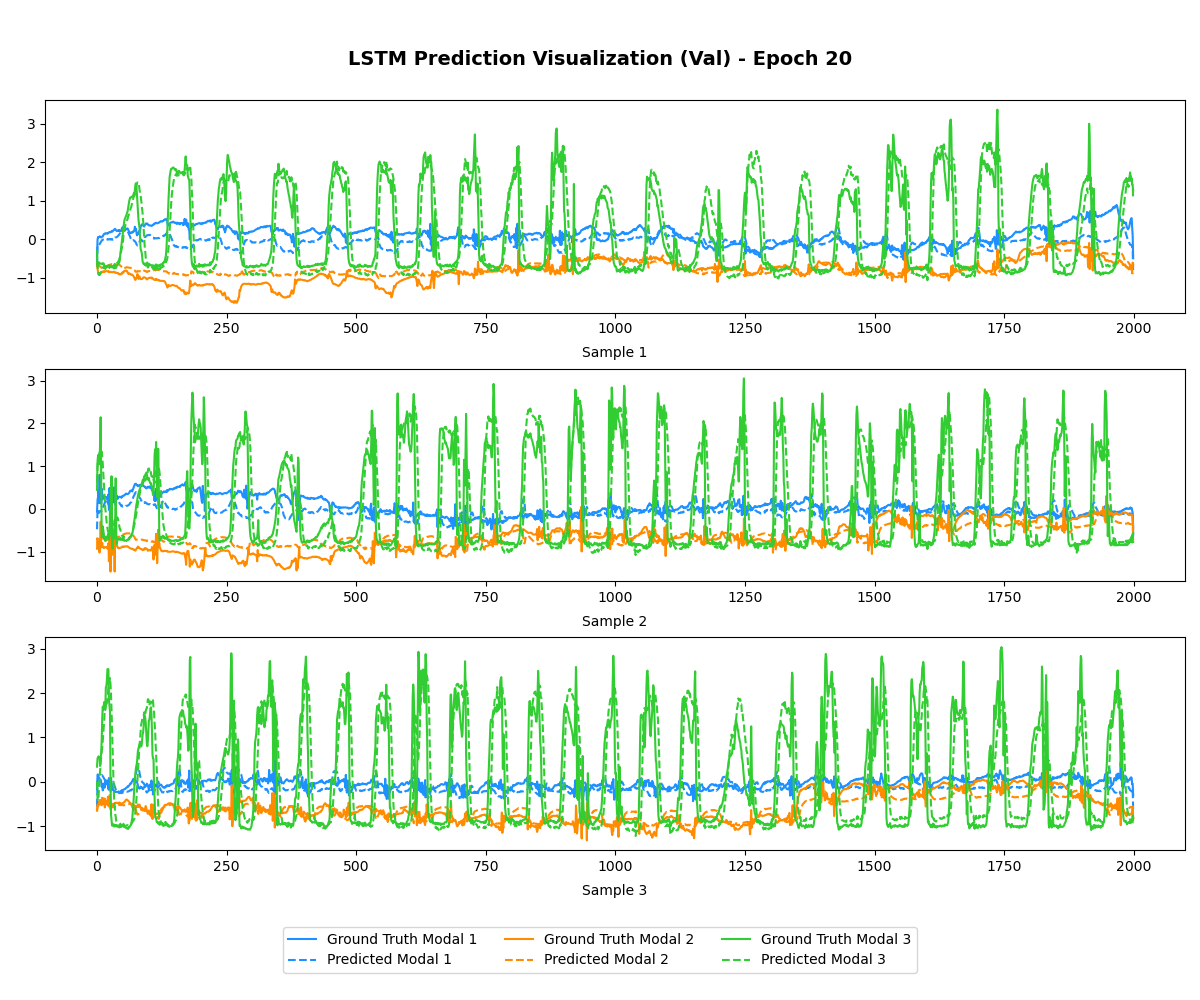 LSTM Prediction Visualization (Val) - Epoch 20
3
2
1
0
−1
0 250 500 750 1000 1250 1500 1750 2000
Sample 1
3
2
1
0
−1
0 250 500 750 1000 1250 1500 1750 2000
Sample 2
3
2
1
0
−1
0 250 500 750 1000 1250 1500 1750 2000
Sample 3
Ground Truth Modal 1 Ground Truth Modal 2 Ground Truth Modal 3
Predicted Modal 1 Predicted Modal 2 Predicted Modal 3